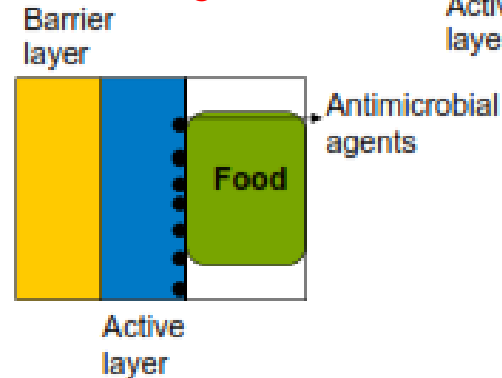 Barrier
layer
Antimicrobial
agents
Food
Active
layer